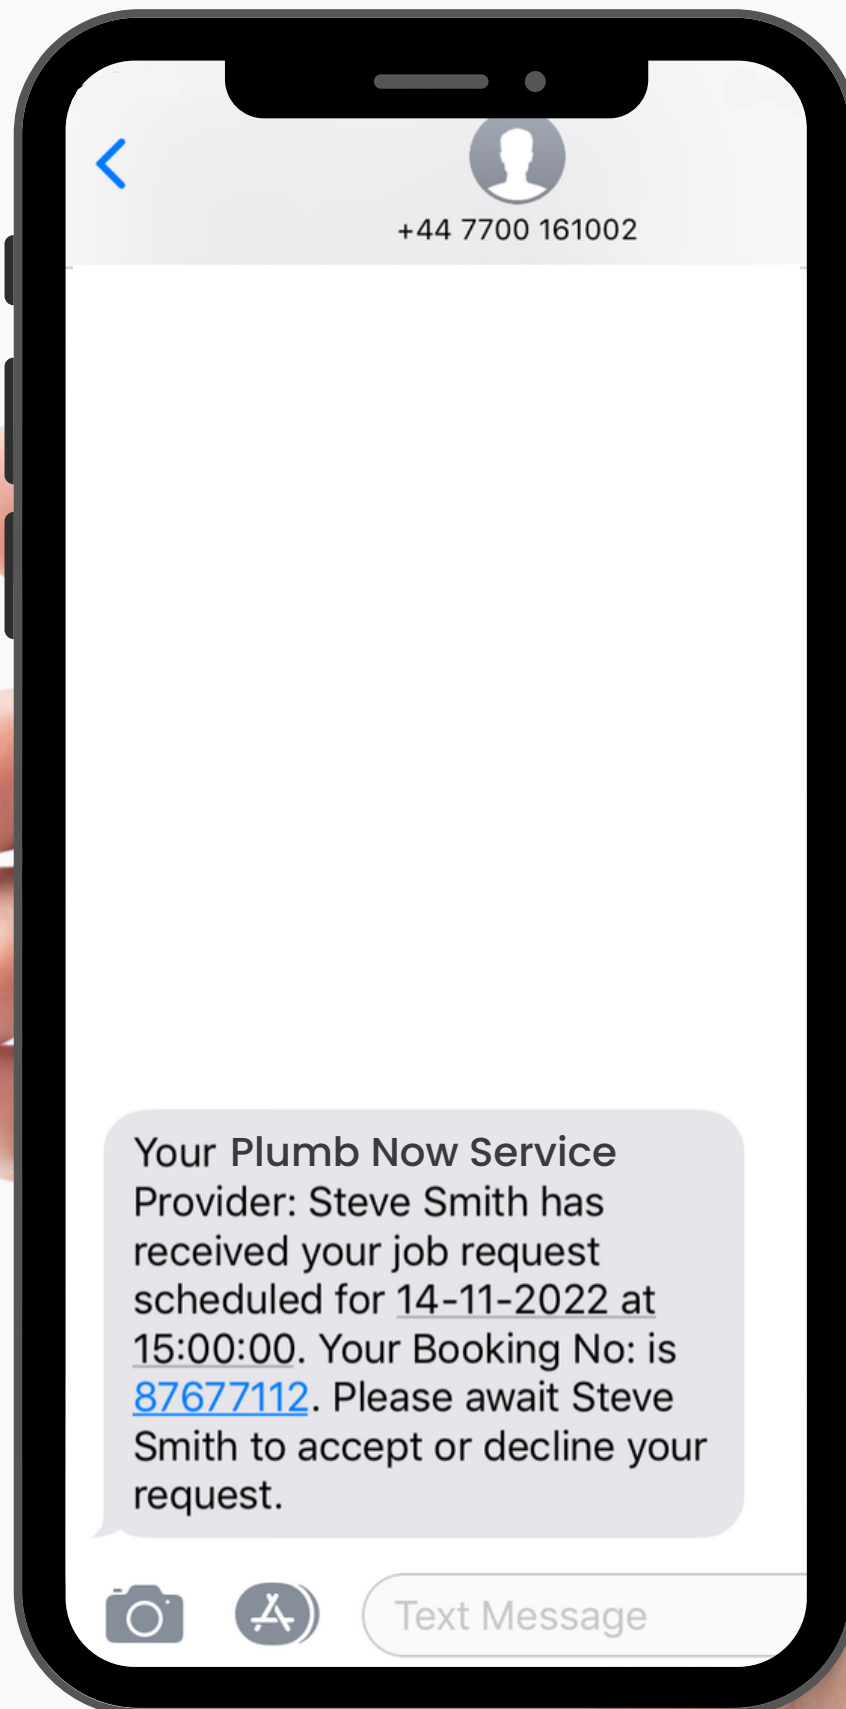 +44 7700 161002
Your Plumb Now Service
Provider: Steve Smith has
received your job request
scheduled for 14-11-2022 at
15:00:00. Your Booking No: is
87677112. Please await Steve
Smith to accept or decline your
request.
Text Message